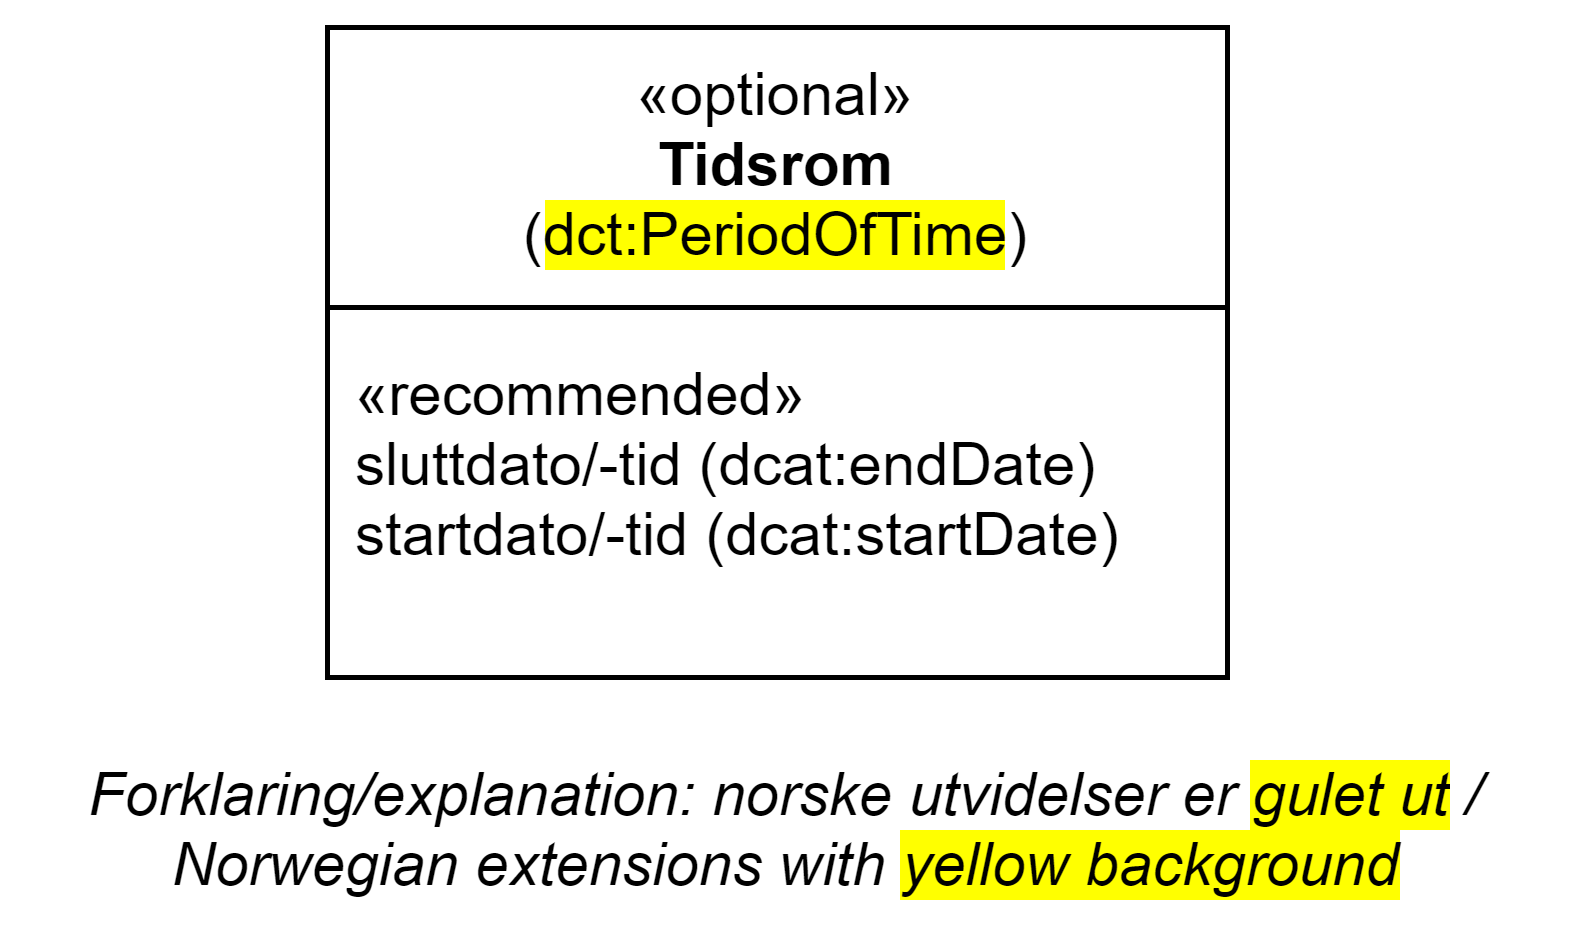 «optional»
Tidsrom
(dct:PeriodOfTime)
«recommended»
sluttdato/-tid (dcat:endDate)
startdato/-tid (dcat:startDate)
Forklaring/explanation: norske utvidelser er gulet ut /
Norwegian extensions with yellow background